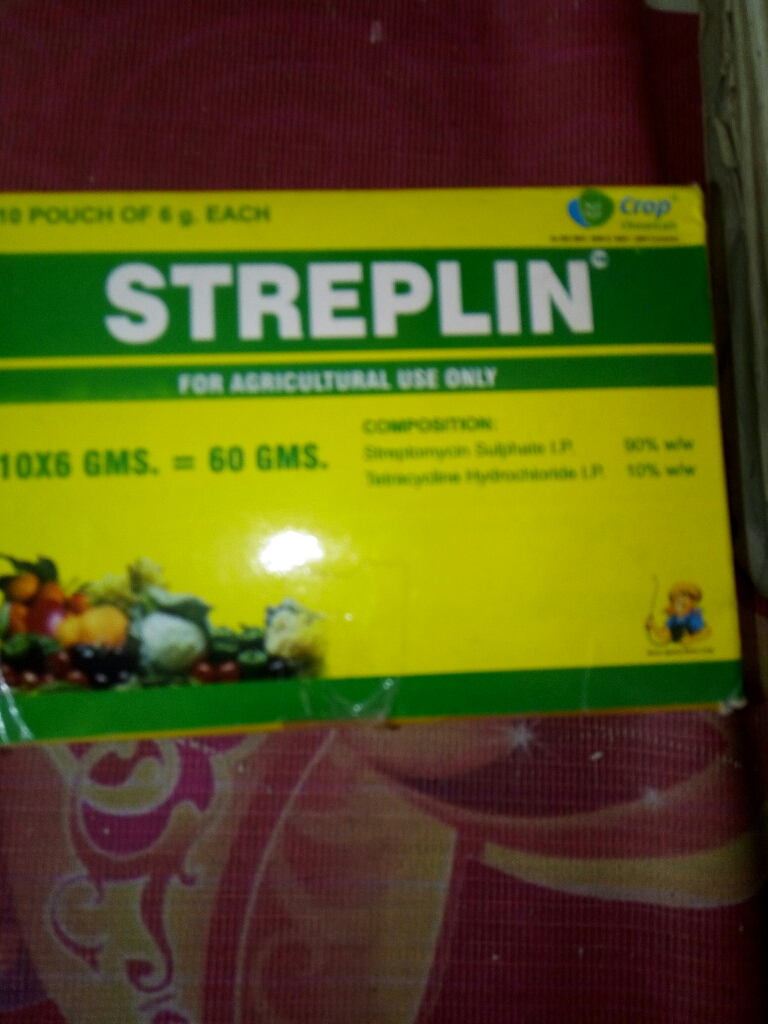 10 POUCH OF 6 g. EACH
Crop
Chemicals
STREPLIN
FOR AGRICULTURAL USE ONLY
10X6 GMS. = 60 GMS.
COMPOSITION:
Streptomycin Sulphate I.P. 90% w/w
Tetracycline Hydrochloride I.P. 10% w/w